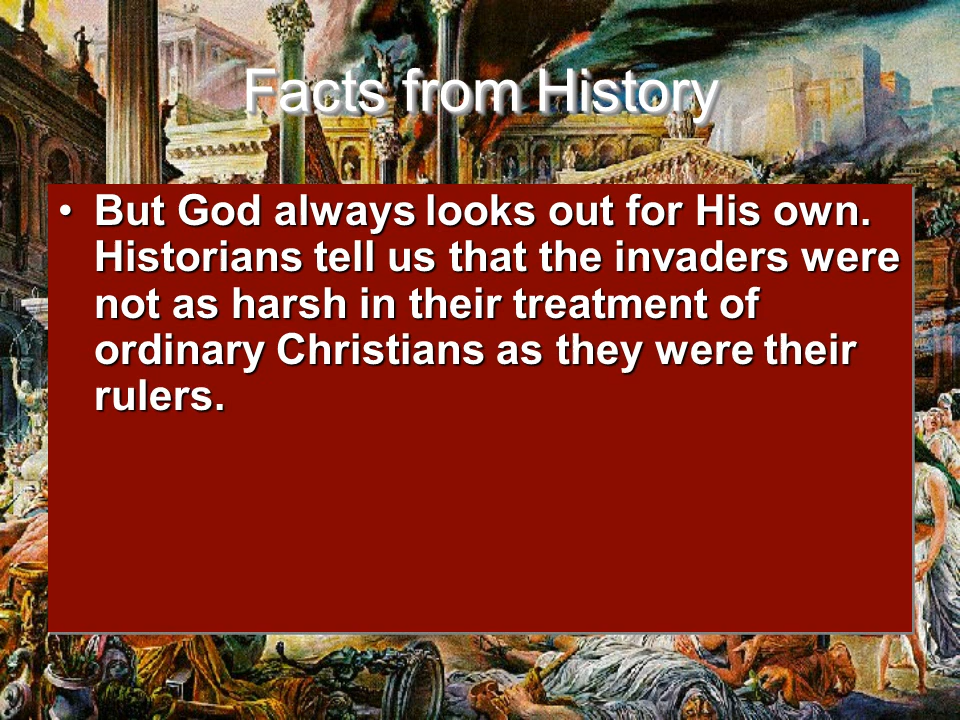 Facts from History
• But God always looks out for His own.
Historians tell us that the invaders were
not as harsh in their treatment of
ordinary Christians as they were their
rulers.